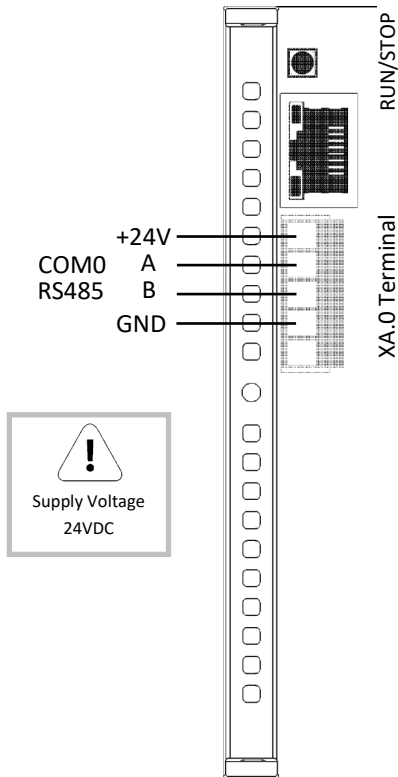 RUN/STOP
+24V
COM0 A
RS485 B
GND
XA.0 Terminal
!
Supply Voltage
24VDC